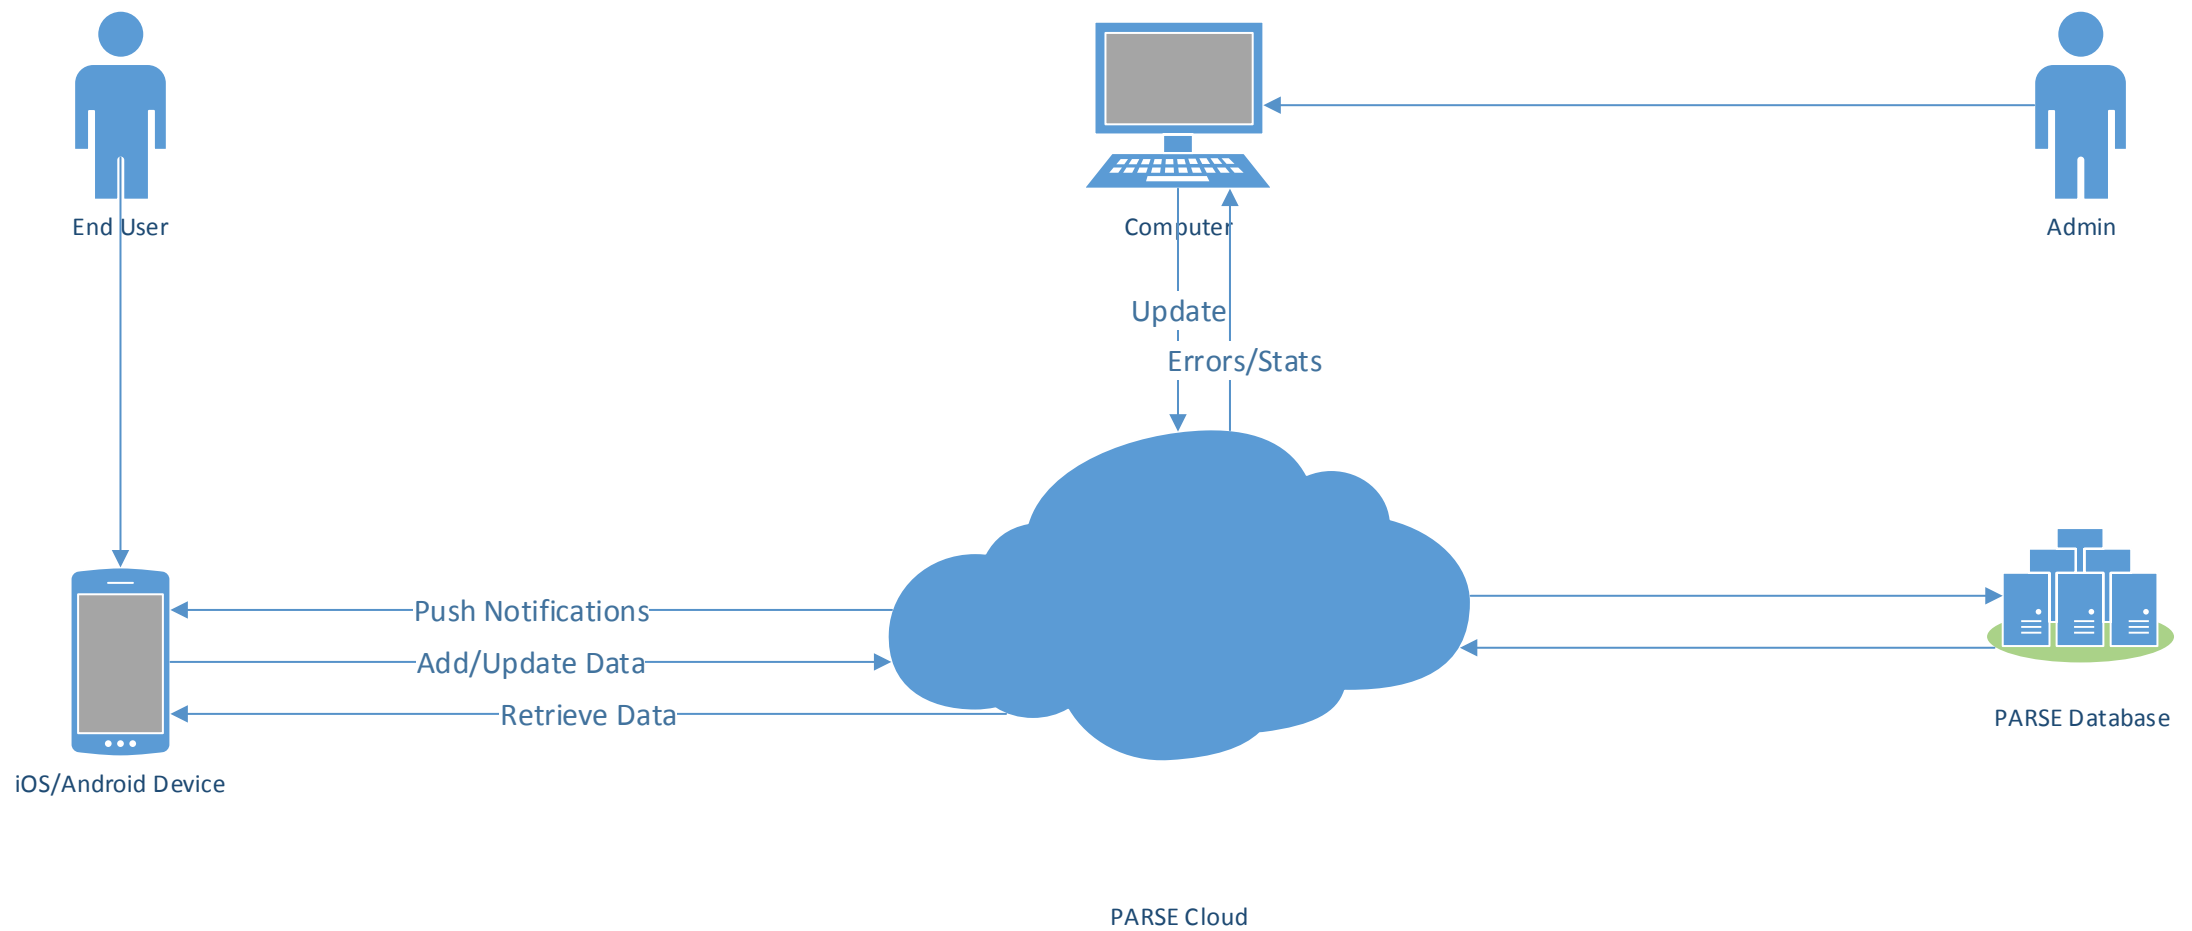 End User
Computer
Admin
Update
Errors/Stats
Push Notifications
Add/Update Data
Retrieve Data
PARSE Database
iOS/Android Device
PARSE Cloud